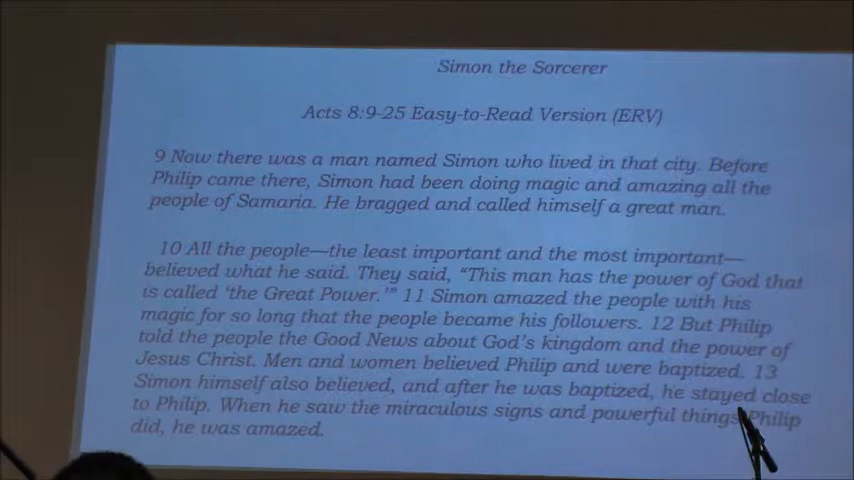 Simon the Sorcerer
Acts 8:9-25 Easy-to-Read Version (ERV)
9 Now there was a man named Simon who lived in that city. Before
Philip came there, Simon had been doing magic and amazing all the
people of Samaria. He bragged and called himself a great man.
10 All the people—the least important and the most important—
believed what he said. They said, “This man has the power of God that
is called ‘the Great Power.’” 11 Simon amazed the people with his
magic for so long that the people became his followers. 12 But Philip
told the people the Good News about God’s kingdom and the power of
Jesus Christ. Men and women believed Philip and were baptized. 13
Simon himself also believed, and after he was baptized, he stayed close
to Philip. When he saw the miraculous signs and powerful things Philip
did, he was amazed.